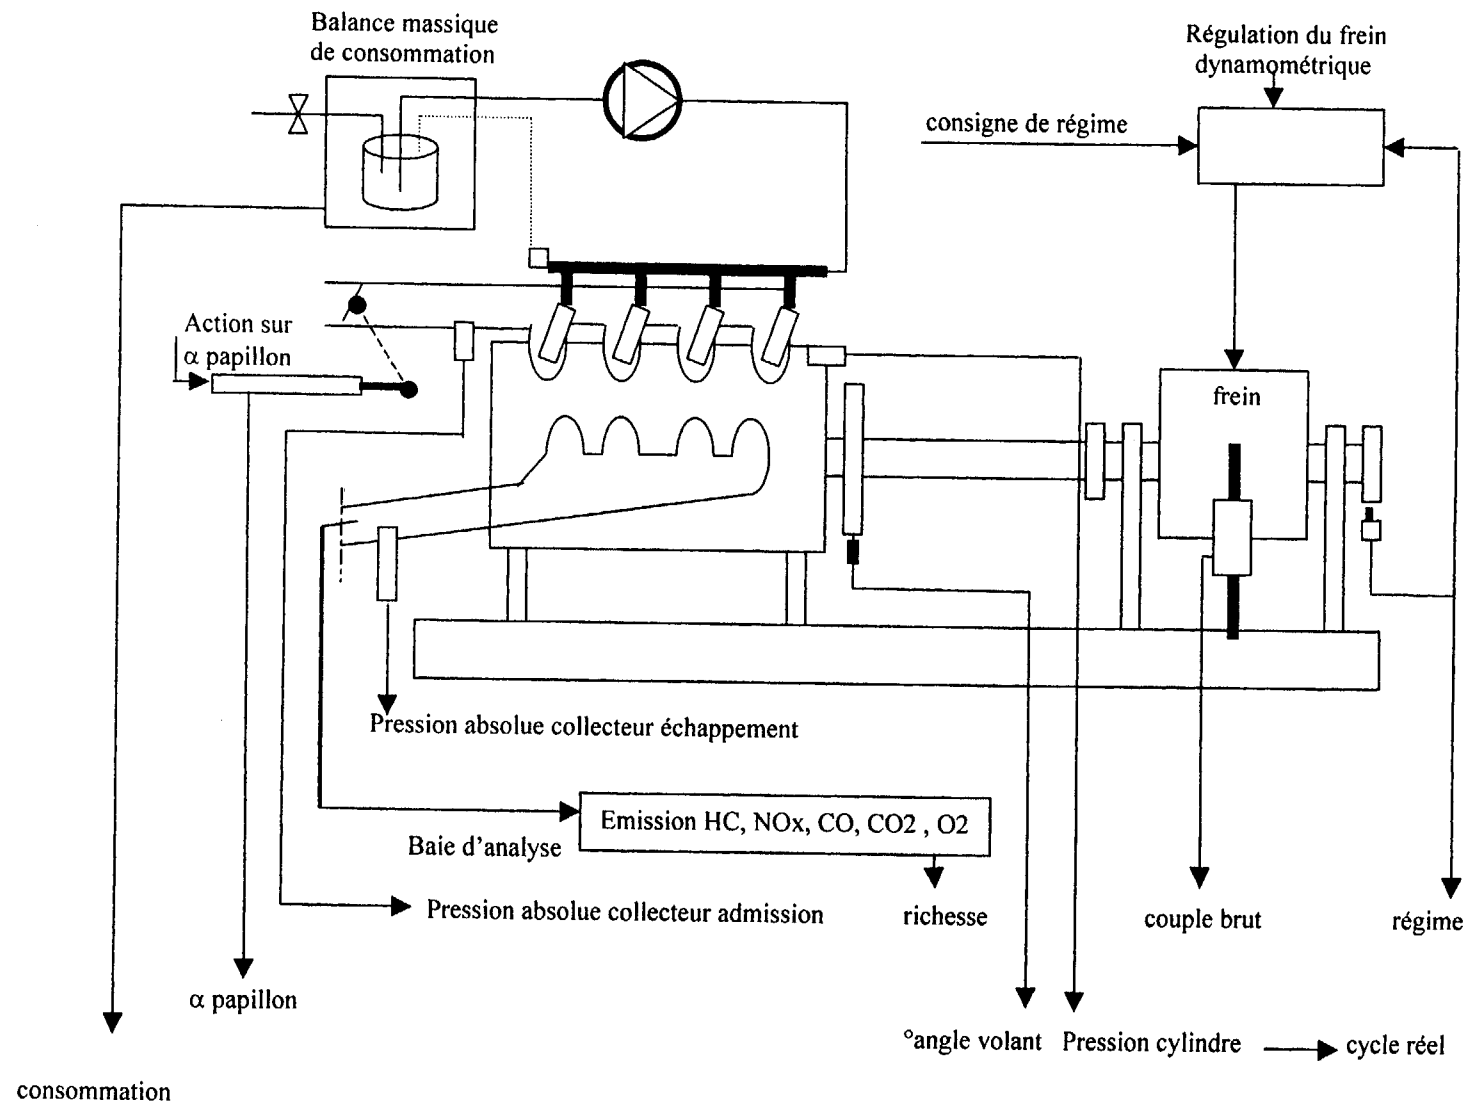 Balance massique
de consommation
Régulation du frein
dynamométrique
consigne de régime
Action sur
α papillon
frein
Pression absolue collecteur échappement
Emission HC, NOx, CO, CO2 , O2
Baie d'analyse
Pression absolue collecteur admission
richesse
couple brut
régime
α papillon
°angle volant
Pression cylindre
cycle réel
consommation